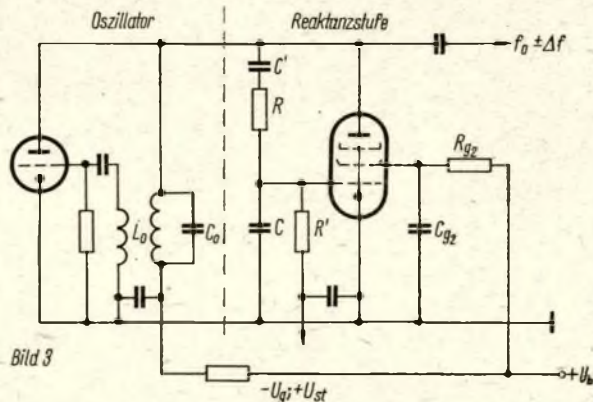 Oszillator
Reaktanzstufe
f₀ ± Δf
C'
R
R_g2
L₀
C₀
C
R'
C_g2
Bild 3
-U_g; +U_st
+U_b